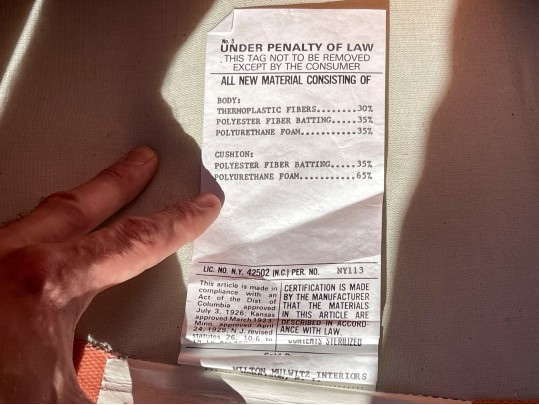 No. 5
UNDER PENALTY OF LAW
THIS TAG NOT TO BE REMOVED
EXCEPT BY THE CONSUMER
ALL NEW MATERIAL CONSISTING OF
BODY:
THERMOPLASTIC FIBERS........30%
POLYESTER FIBER BATTING.....35%
POLYURETHANE FOAM...........35%
CUSHION:
POLYESTER FIBER BATTING.....35%
POLYURETHANE FOAM...........65%
LIC. NO. N.Y. 42502 (N.C.) PER. NO. NY113
This article is made in
compliance with an
Act of the Dist of
Columbia approved
July 3, 1926; Kansas
approved March 1923
Minn. approved April
24, 1929; N.J. revised
statutes 26; 10.6 to
CERTIFICATION IS MADE
BY THE MANUFACTURER
THAT THE MATERIALS
IN THIS ARTICLE ARE
DESCRIBED IN ACCORD-
ANCE WITH LAW.
CONTENTS STERILIZED
MILTON MULWITZ INTERIORS